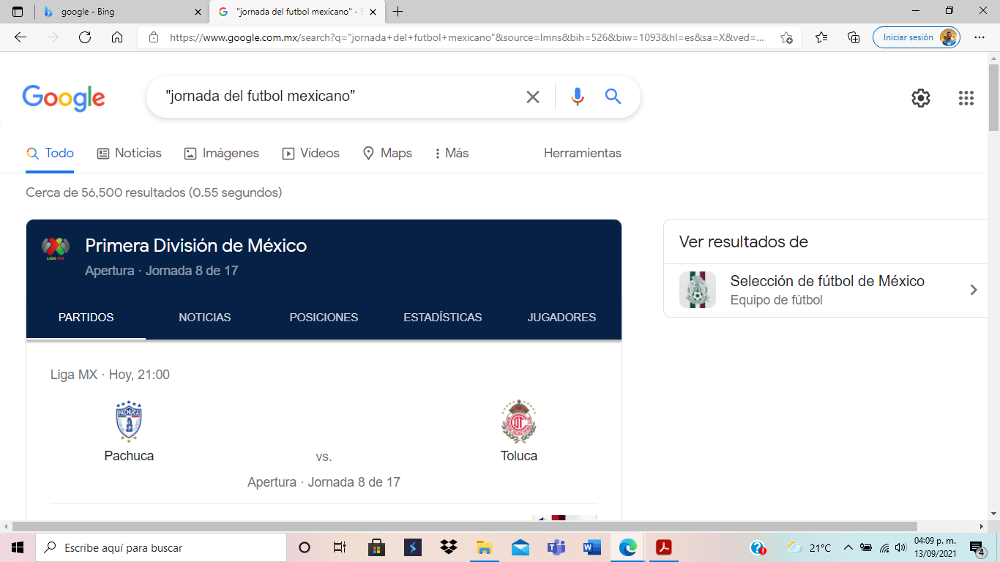 google - Bing
"jornada del futbol mexicano" -
https://www.google.com.mx/search?q="jornada+del+futbol+mexicano"&source=lmns&bih=526&biw=1093&hl=es&sa=X&ved=...
Iniciar sesión
Google
"jornada del futbol mexicano"
Todo
Noticias
Imágenes
Videos
Maps
Más
Herramientas
Cerca de 56,500 resultados (0.55 segundos)
LIGA MX
Primera División de México
Apertura · Jornada 8 de 17
PARTIDOS
NOTICIAS
POSICIONES
ESTADÍSTICAS
JUGADORES
Liga MX · Hoy, 21:00
PACHUCA
Pachuca
vs.
Toluca
Apertura · Jornada 8 de 17
Ver resultados de
Selección de fútbol de México
Equipo de fútbol
Escribe aquí para buscar
21°C
04:09 p. m.
13/09/2021
4